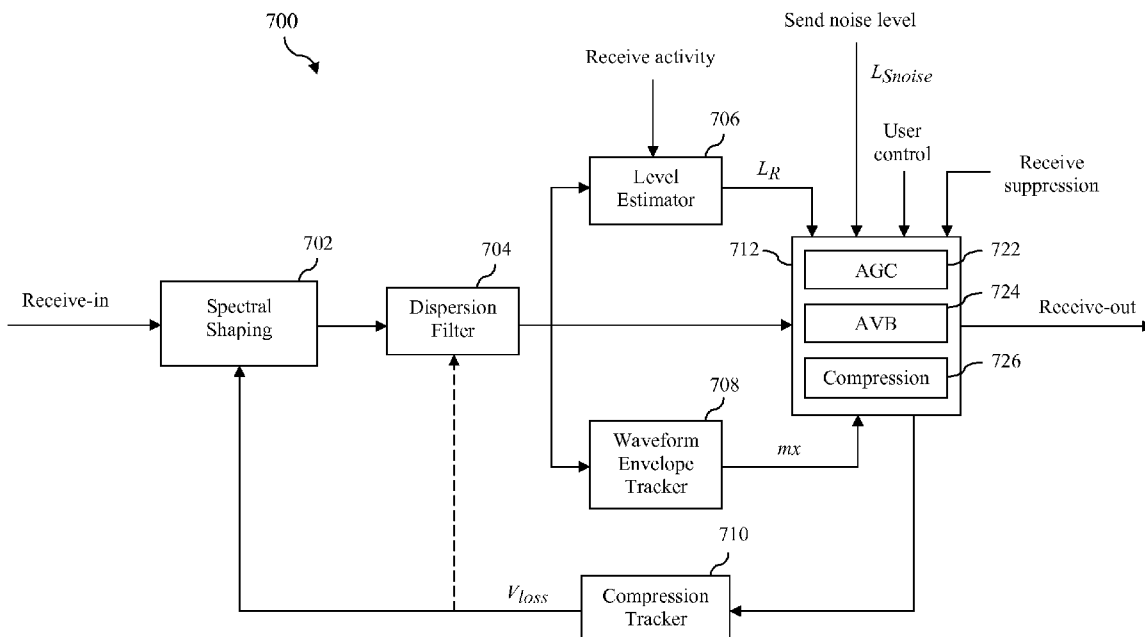 700
Send noise level
Receive activity
L_Snoise
706
User
control
Receive
suppression
Level
Estimator
L_R
702
704
712
AGC
722
Receive-in
Spectral
Shaping
Dispersion
Filter
AVB
724
Receive-out
Compression
726
708
Waveform
Envelope
Tracker
mx
710
V_loss
Compression
Tracker